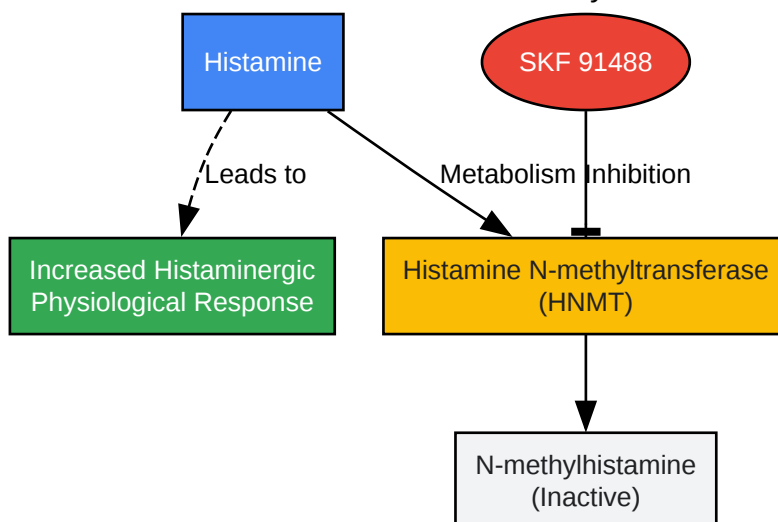 Histamine
SKF 91488
Leads to
Metabolism Inhibition
Increased Histaminergic
Physiological Response
Histamine N-methyltransferase
(HNMT)
N-methylhistamine
(Inactive)